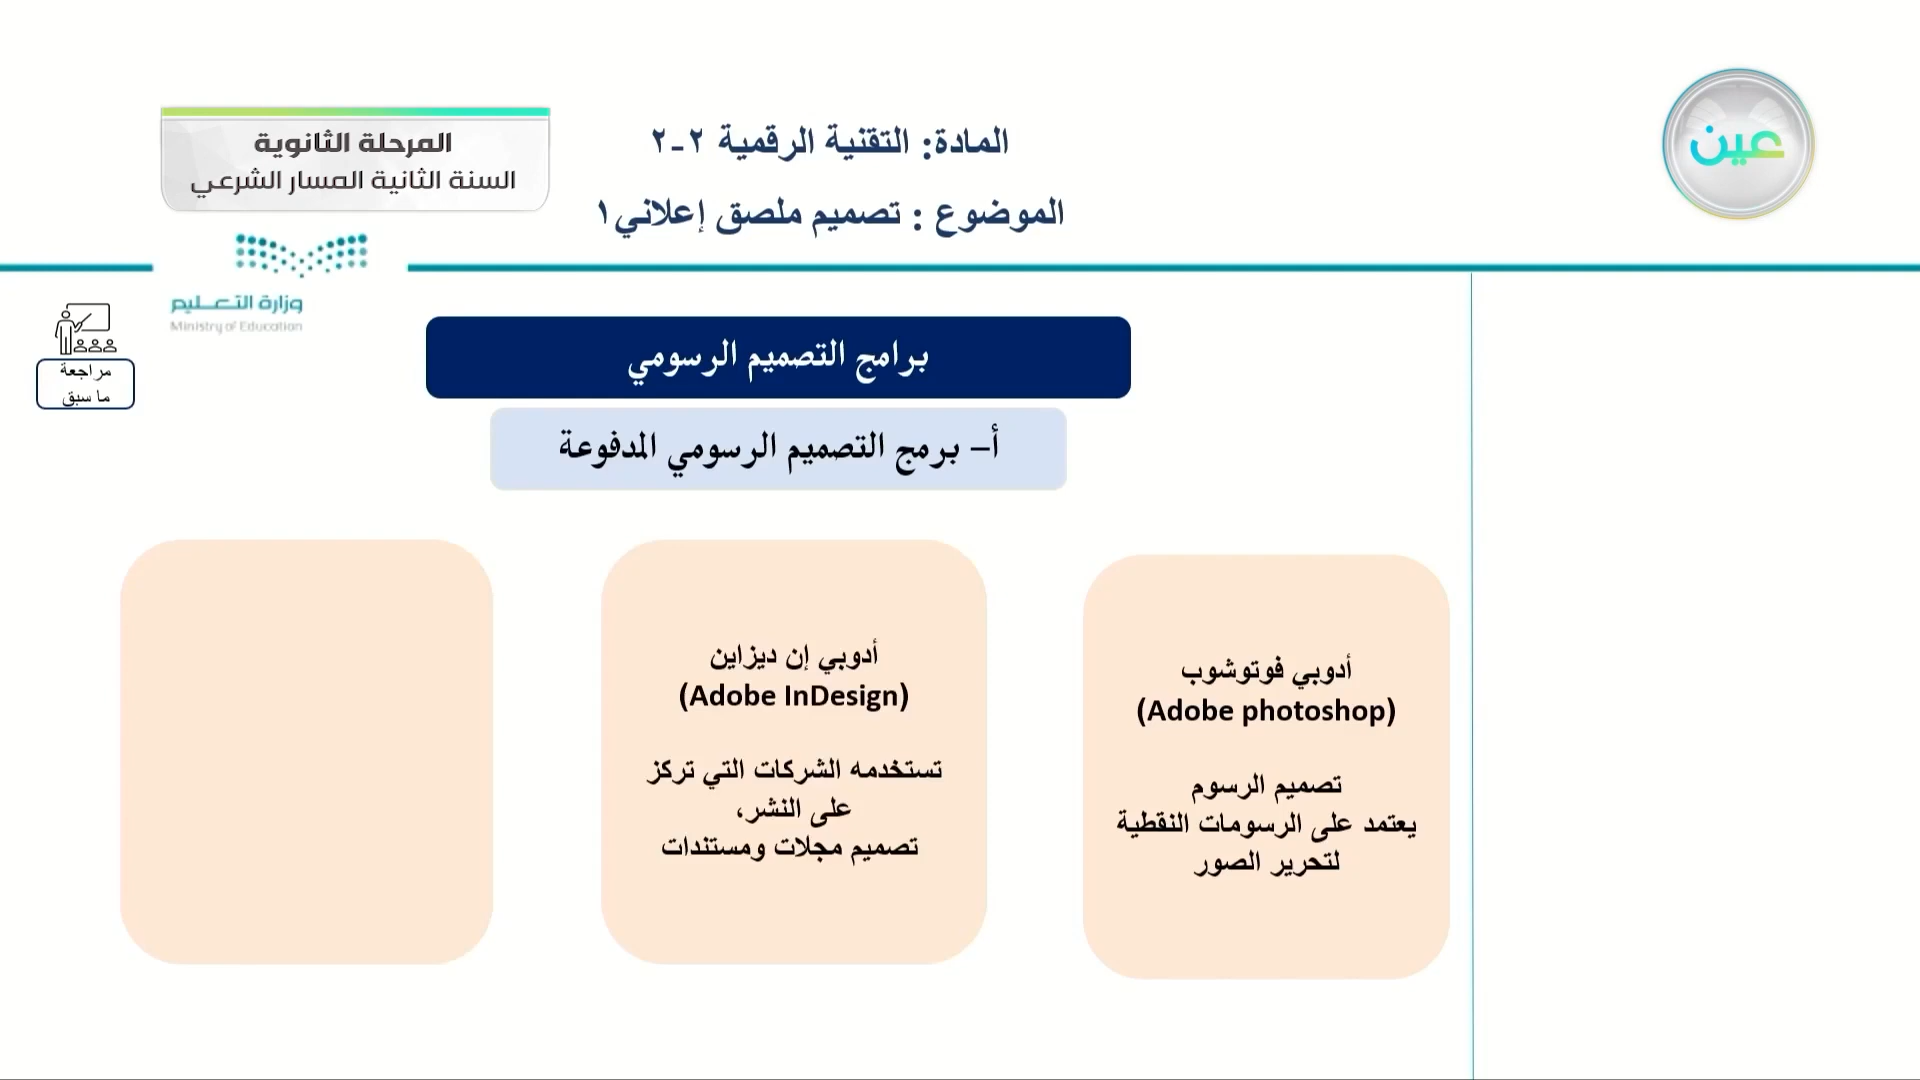 عين
المادة: التقنية الرقمية ٢-٢
الموضوع : تصميم ملصق إعلاني١
المرحلة الثانوية
السنة الثانية المسار الشرعي
وزارة التعليم
Ministry of Education
مراجعة
ما سبق
برامج التصميم الرسومي
أ– برمج التصميم الرسومي المدفوعة
أدوبي فوتوشوب
(Adobe photoshop)
تصميم الرسوم
يعتمد على الرسومات النقطية
لتحرير الصور
أدوبي إن ديزاين
(Adobe InDesign)
تستخدمه الشركات التي تركز
على النشر،
تصميم مجلات ومستندات